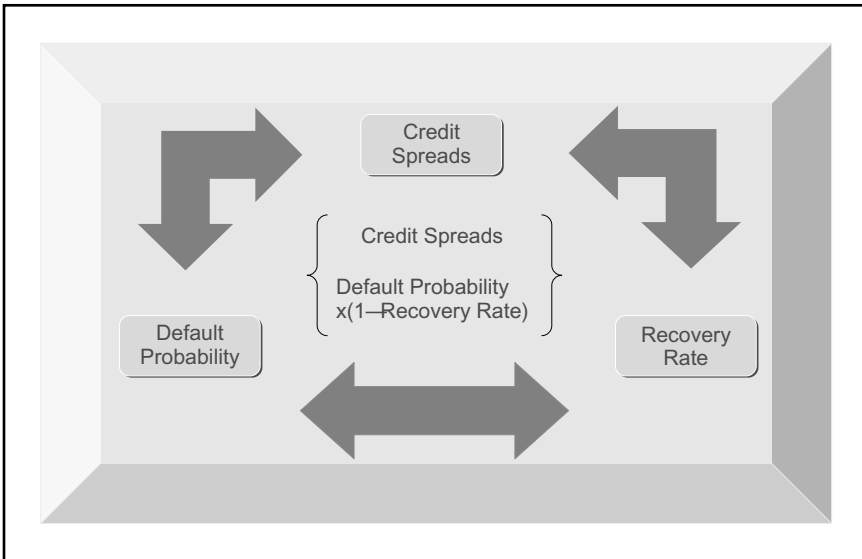 Credit
Spreads
Credit Spreads
Default Probability
x(1—Recovery Rate)
Default
Probability
Recovery
Rate